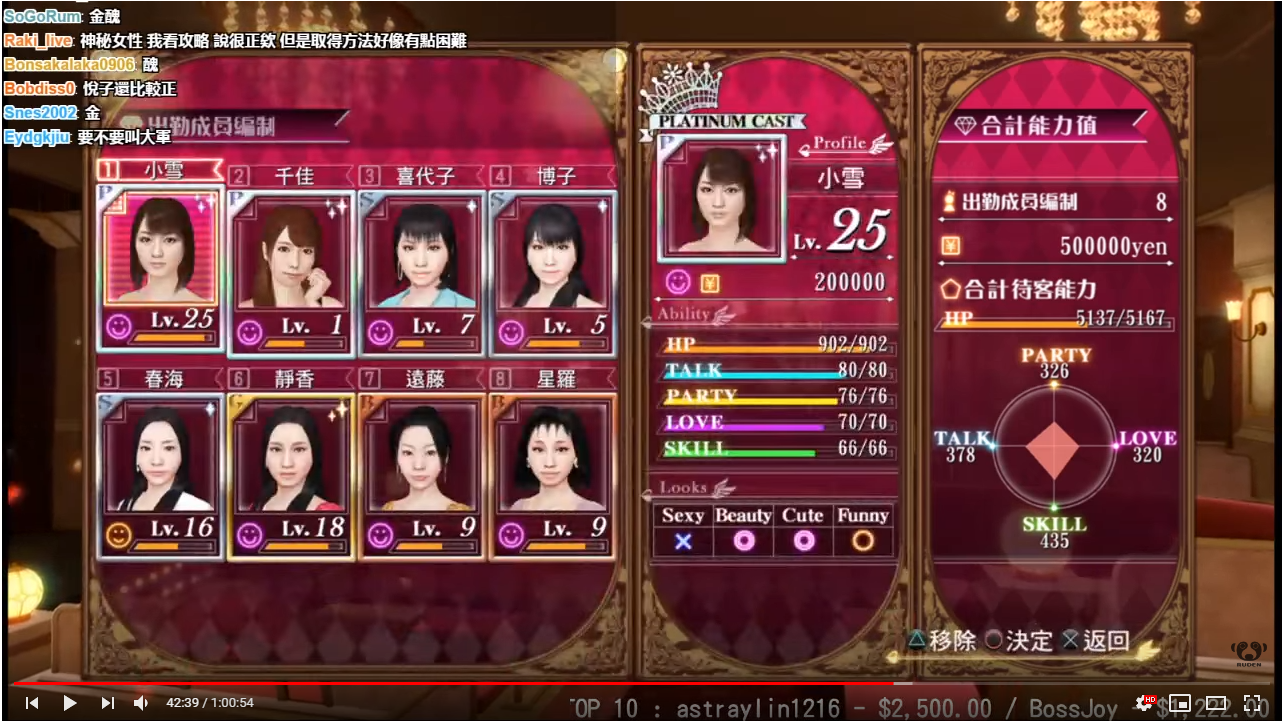 SoGoRum: 金醜
Raki_live: 神秘女性 我看攻略 說很正欸 但是取得方法好像有點困難
Bonsakalaka0906: 醜
Bobdiss0: 悅子還比較正
Snes2002: 金
Eydgkjiu: 要不要叫大軍
出勤成員編制
1 小雪
2 千佳
3 喜代子
4 博子
P Lv. 25
P Lv. 1
S Lv. 7
S Lv. 5
5 春海
6 靜香
7 遠藤
8 星羅
S Lv. 16
G Lv. 18
B Lv. 9
B Lv. 9
PLATINUM CAST
P
Profile
小雪
Lv. 25
¥ 200000
Ability
HP 902/902
TALK 80/80
PARTY 76/76
LOVE 70/70
SKILL 66/66
Looks
Sexy Beauty Cute Funny
合計能力值
出勤成員編制 8
¥ 500000yen
合計待客能力
HP 5137/5167
PARTY
326
TALK
378
LOVE
320
SKILL
435
移除 決定 返回
RUDEN
42:39 / 1:00:54
HD
TOP 10 : astraylin1216 - $2,500.00 / BossJoy - $1,222.00